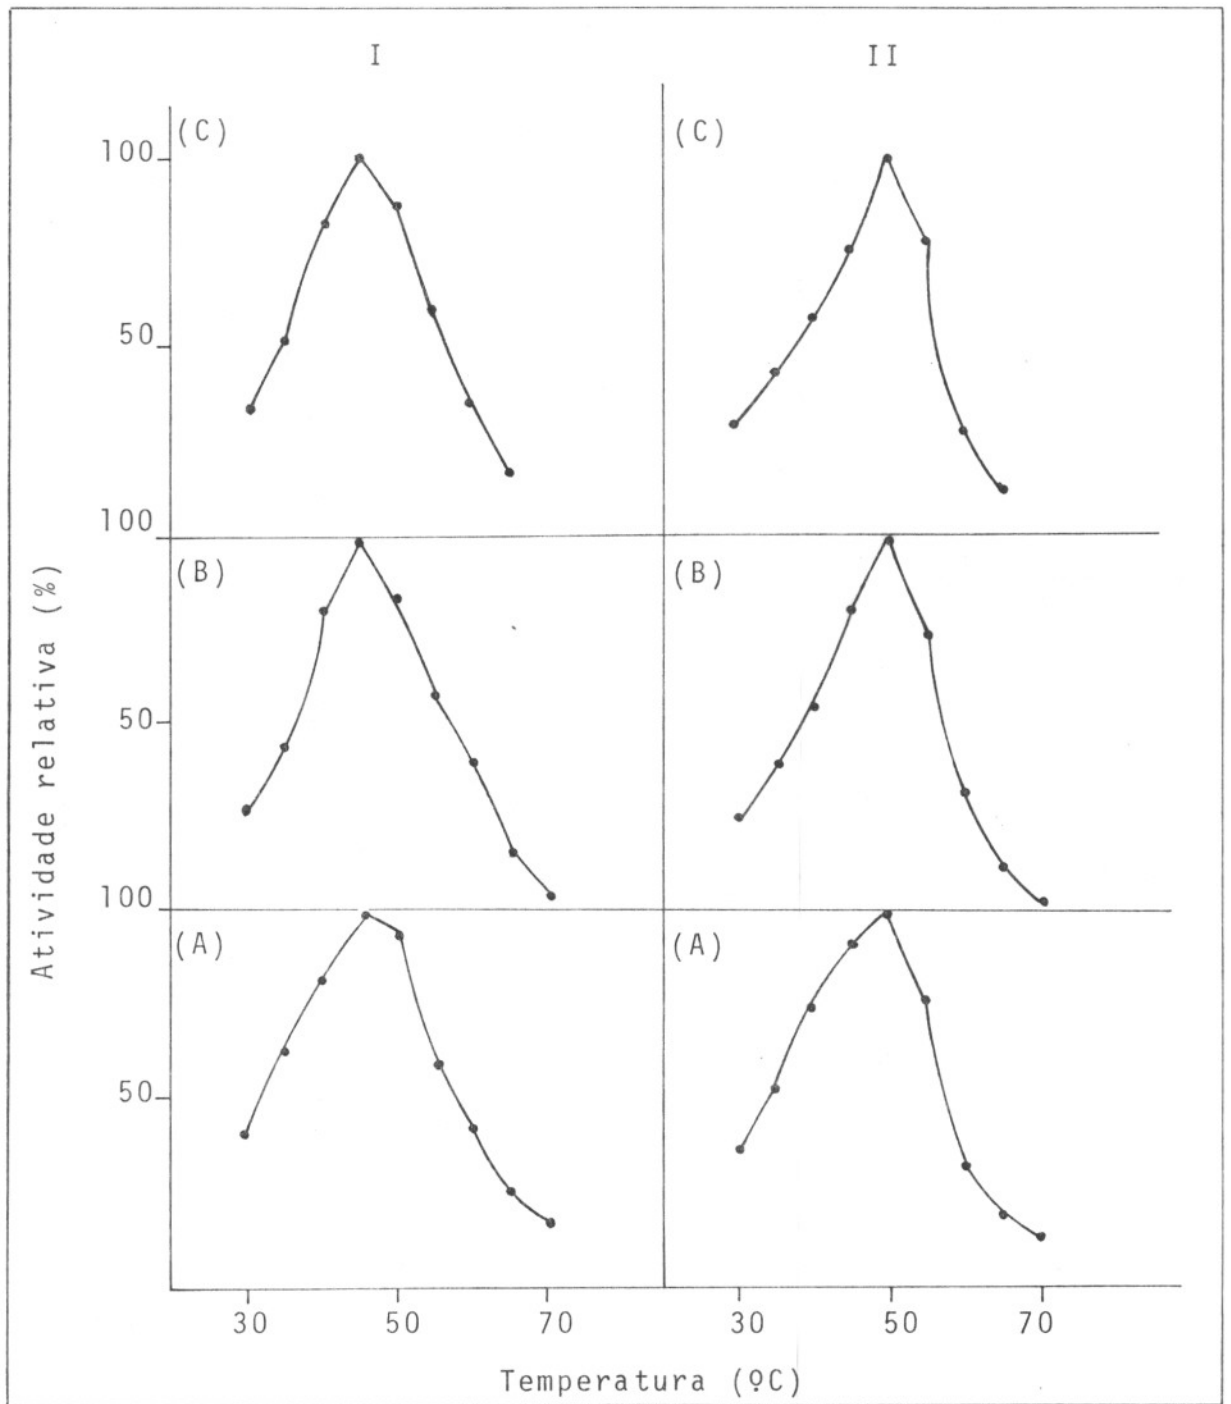 I II
(C) (C)
100
50
100
(B) (B)
50
100
(A) (A)
50
30 50 70 30 50 70
Temperatura (ºC)
Atividade relativa (%)